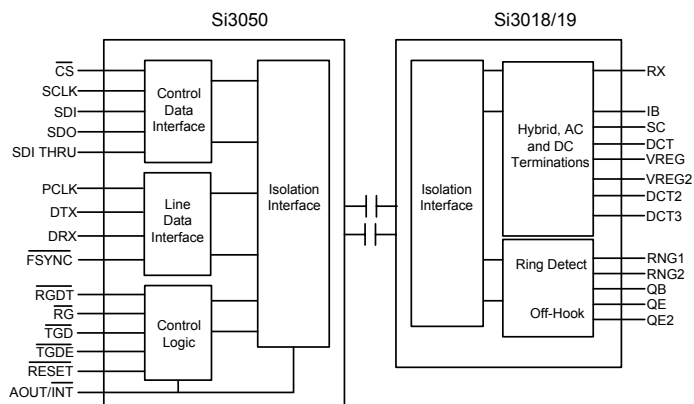 Si3050
Si3018/19
CS
SCLK
SDI
SDO
SDI THRU
Control
Data
Interface
PCLK
DTX
DRX
FSYNC
Line
Data
Interface
RGDT
RG
TGD
TGDE
RESET
AOUT/INT
Control
Logic
Isolation
Interface
Isolation
Interface
Hybrid, AC
and DC
Terminations
Ring Detect
Off-Hook
RX
IB
SC
DCT
VREG
VREG2
DCT2
DCT3
RNG1
RNG2
QB
QE
QE2